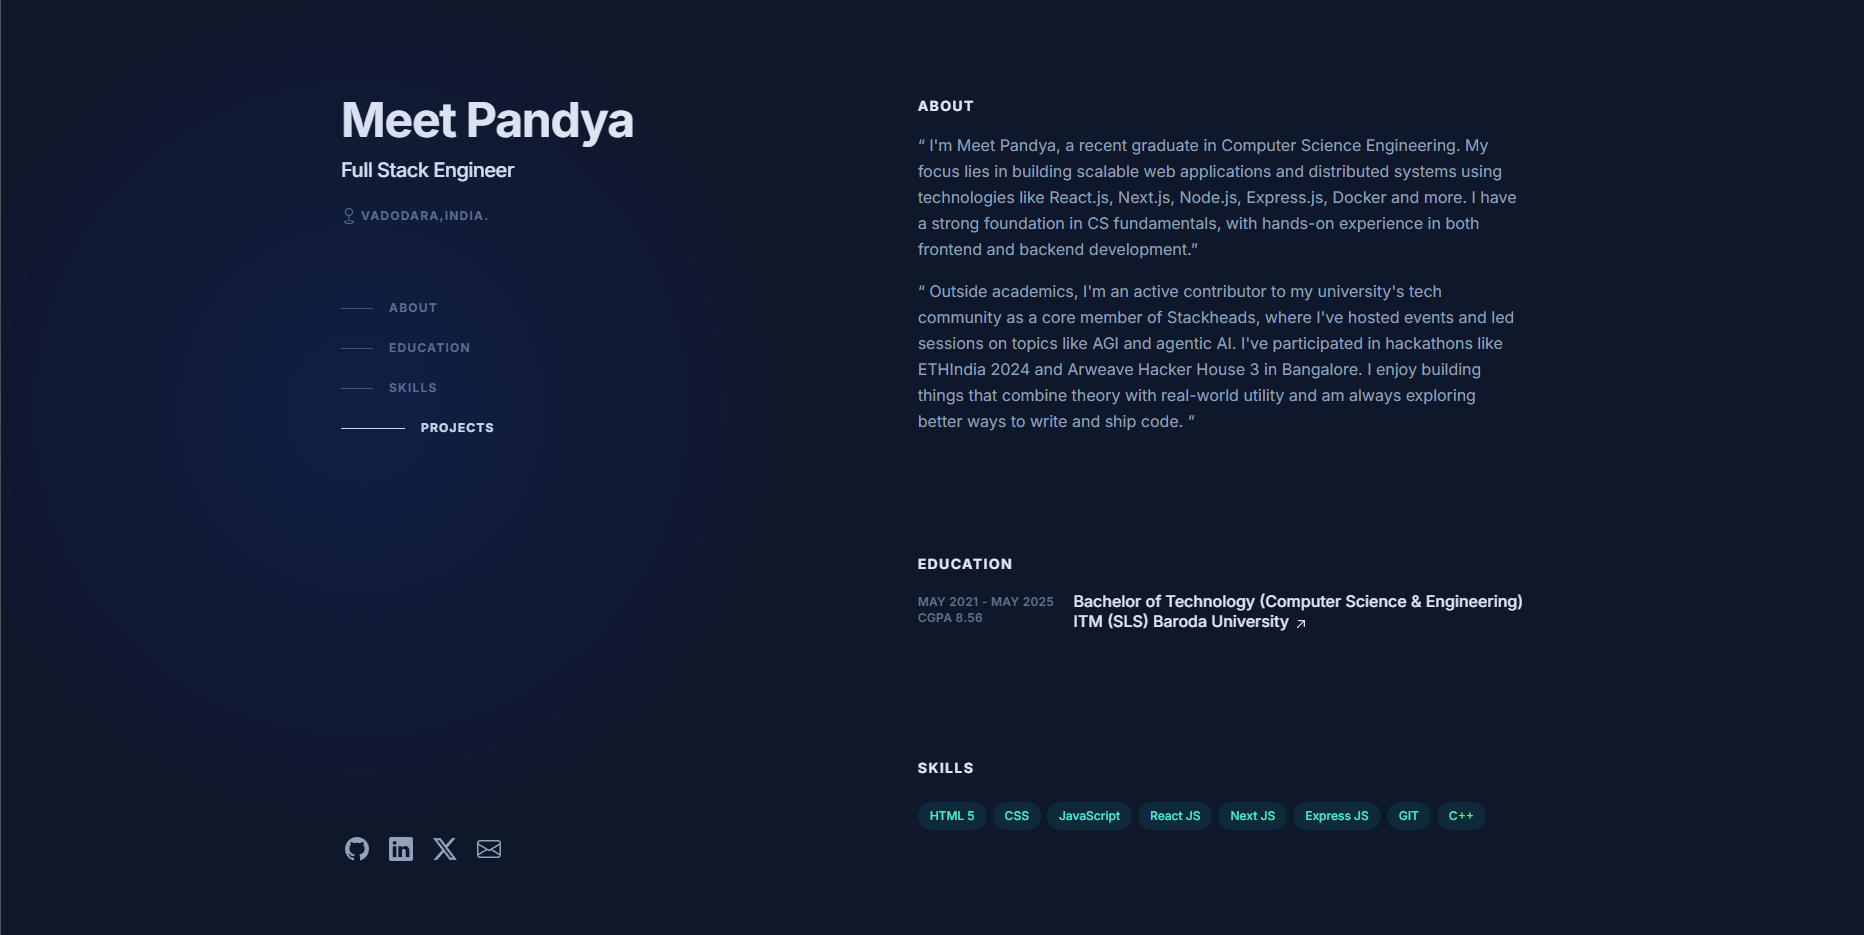 Meet Pandya
Full Stack Engineer
VADODARA,INDIA.
ABOUT
EDUCATION
SKILLS
PROJECTS
ABOUT
“ I'm Meet Pandya, a recent graduate in Computer Science Engineering. My
focus lies in building scalable web applications and distributed systems using
technologies like React.js, Next.js, Node.js, Express.js, Docker and more. I have
a strong foundation in CS fundamentals, with hands-on experience in both
frontend and backend development.”
“ Outside academics, I'm an active contributor to my university's tech
community as a core member of Stackheads, where I've hosted events and led
sessions on topics like AGI and agentic AI. I've participated in hackathons like
ETHIndia 2024 and Arweave Hacker House 3 in Bangalore. I enjoy building
things that combine theory with real-world utility and am always exploring
better ways to write and ship code. ”
EDUCATION
MAY 2021 - MAY 2025
CGPA 8.56
Bachelor of Technology (Computer Science & Engineering)
ITM (SLS) Baroda University
SKILLS
HTML 5 CSS JavaScript React JS Next JS Express JS GIT C++